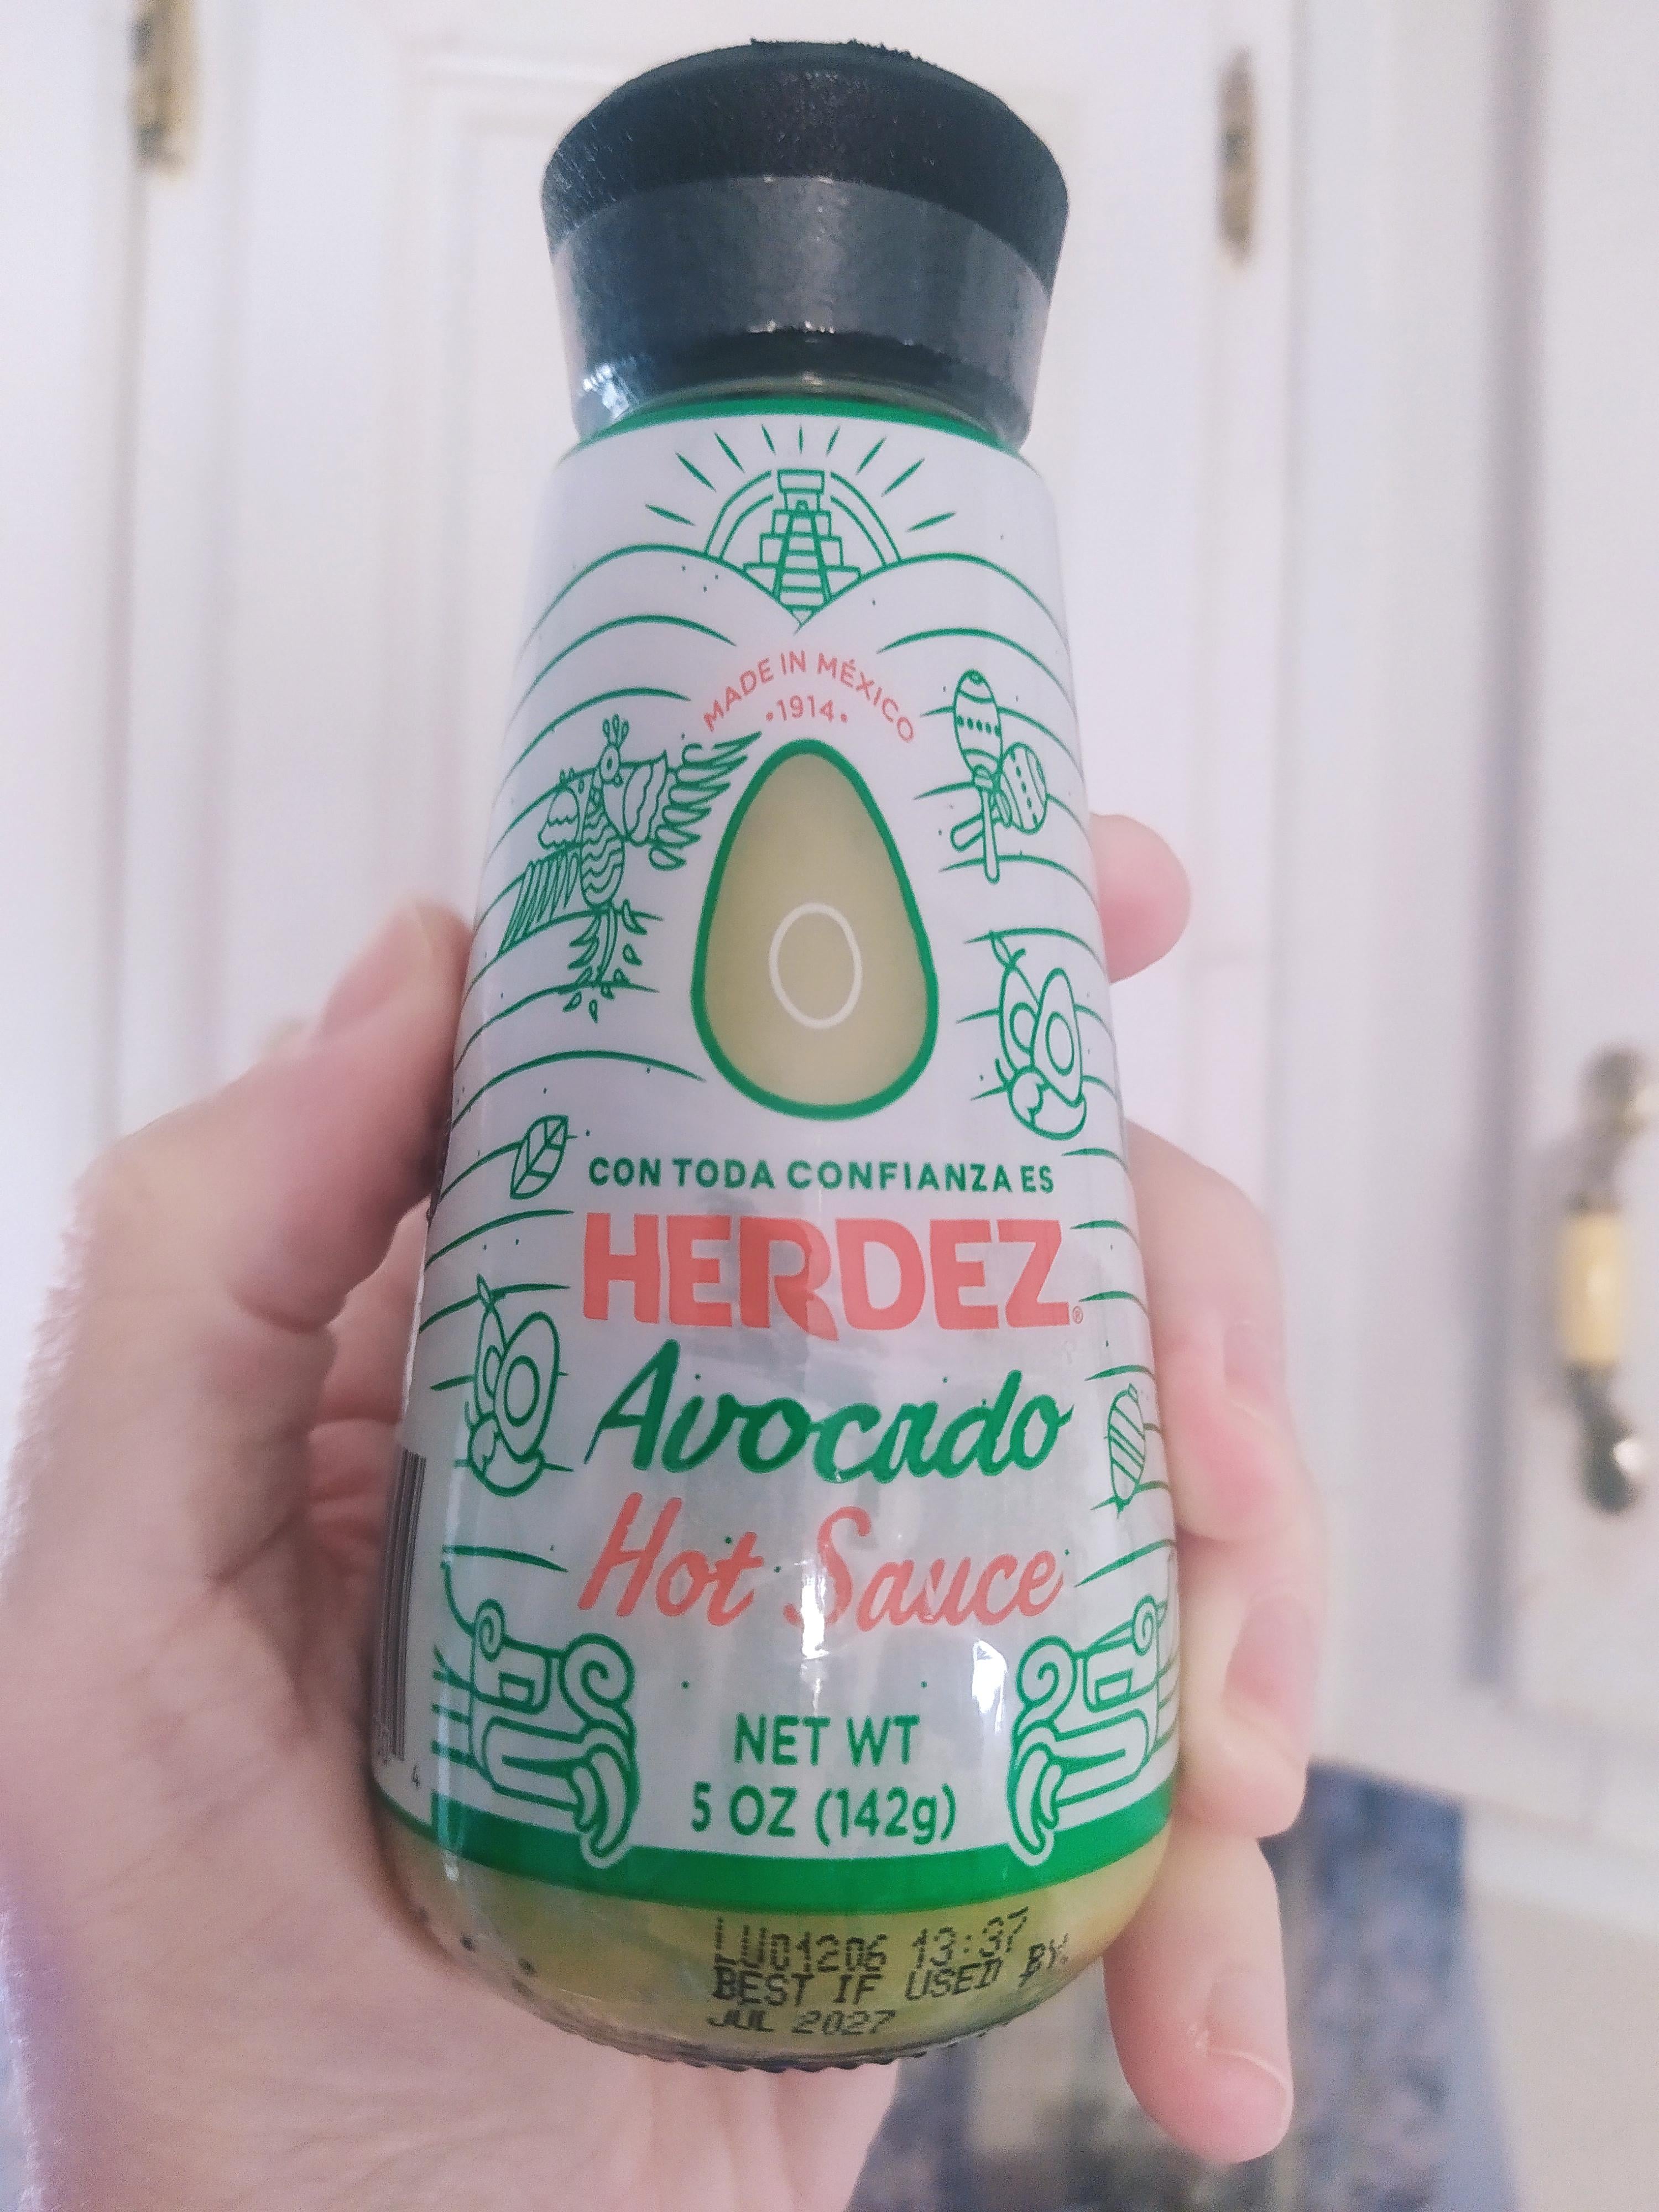 MADE IN MÉXICO
•1914•
CON TODA CONFIANZA ES
HERDEZ®
Avocado
Hot Sauce
NET WT
5 OZ (142g)
4
LU01206 13:37
BEST IF USED BY:
JUL 2027